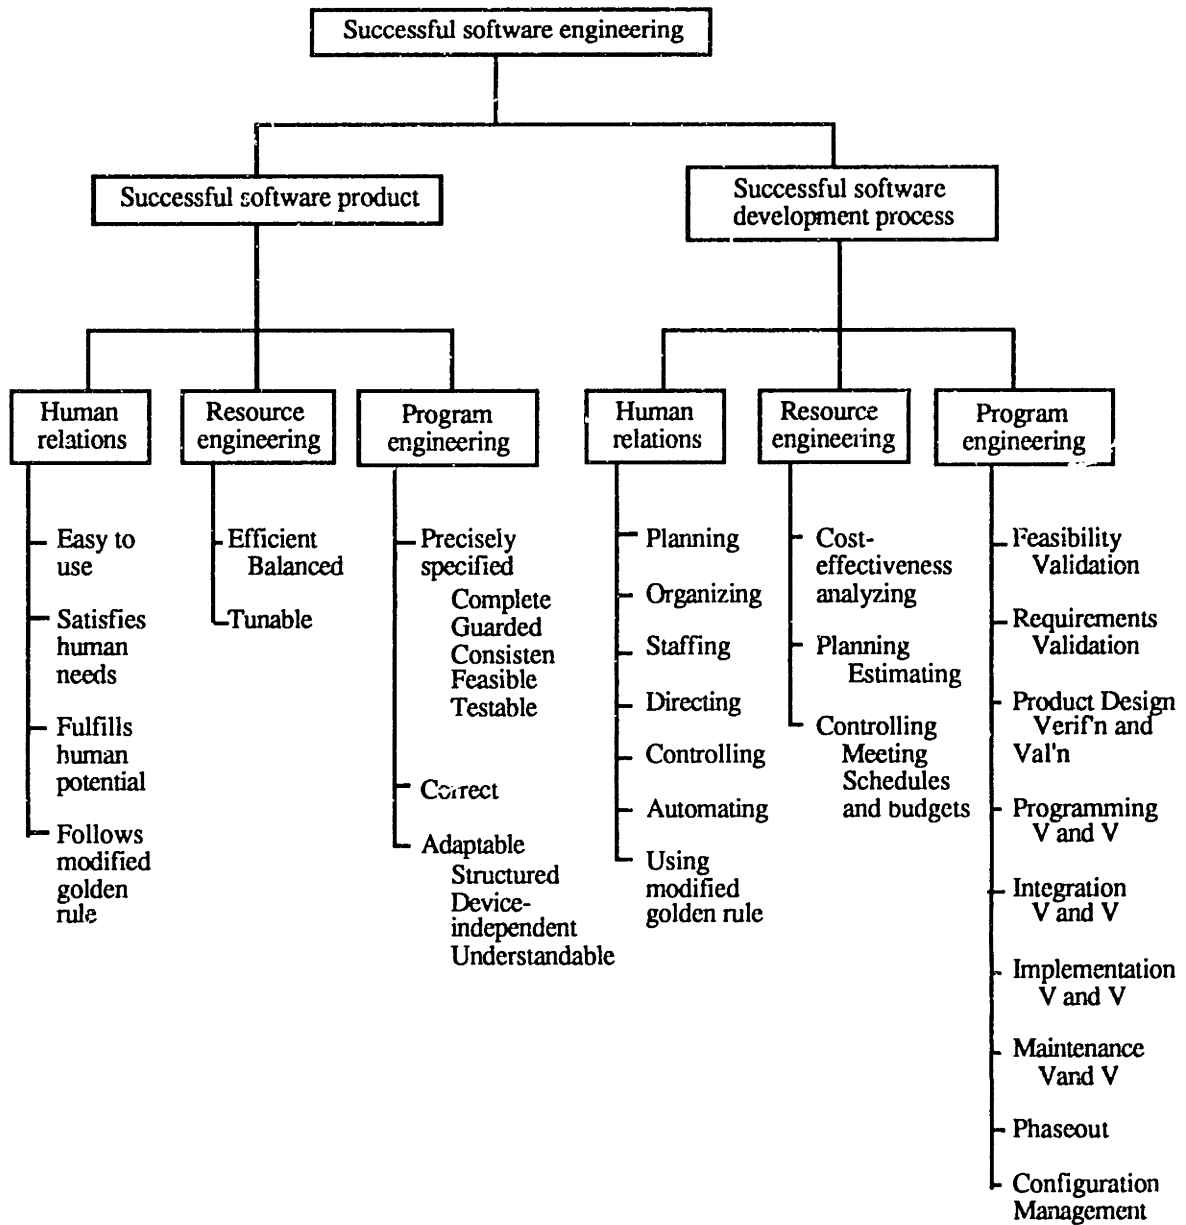 Successful software engineering
Successful software product
Successful software
development process
Human
relations
Resource
engineering
Program
engineering
Human
relations
Resource
engineering
Program
engineering
Easy to
use
Satisfies
human
needs
Fulfills
human
potential
Follows
modified
golden
rule
Efficient
Balanced
Tunable
Precisely
specified
Complete
Guarded
Consisten
Feasible
Testable
Correct
Adaptable
Structured
Device-
independent
Understandable
Planning
Organizing
Staffing
Directing
Controlling
Automating
Using
modified
golden rule
Cost-
effectiveness
analyzing
Planning
Estimating
Controlling
Meeting
Schedules
and budgets
Feasibility
Validation
Requirements
Validation
Product Design
Verif'n and
Val'n
Programming
V and V
Integration
V and V
Implementation
V and V
Maintenance
Vand V
Phaseout
Configuration
Management